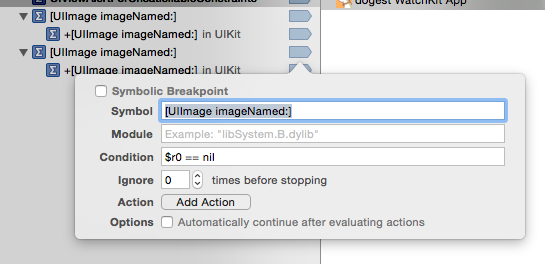 dogest WatchKit App
[UIImage imageNamed:]
+[UIImage imageNamed:] in UIKit
[UIImage imageNamed:]
+[UIImage imageNamed:] in UIKit
Symbolic Breakpoint
Symbol [UIImage imageNamed:]
Module Example: "libSystem.B.dylib"
Condition $r0 == nil
Ignore 0 times before stopping
Action Add Action
Options Automatically continue after evaluating actions